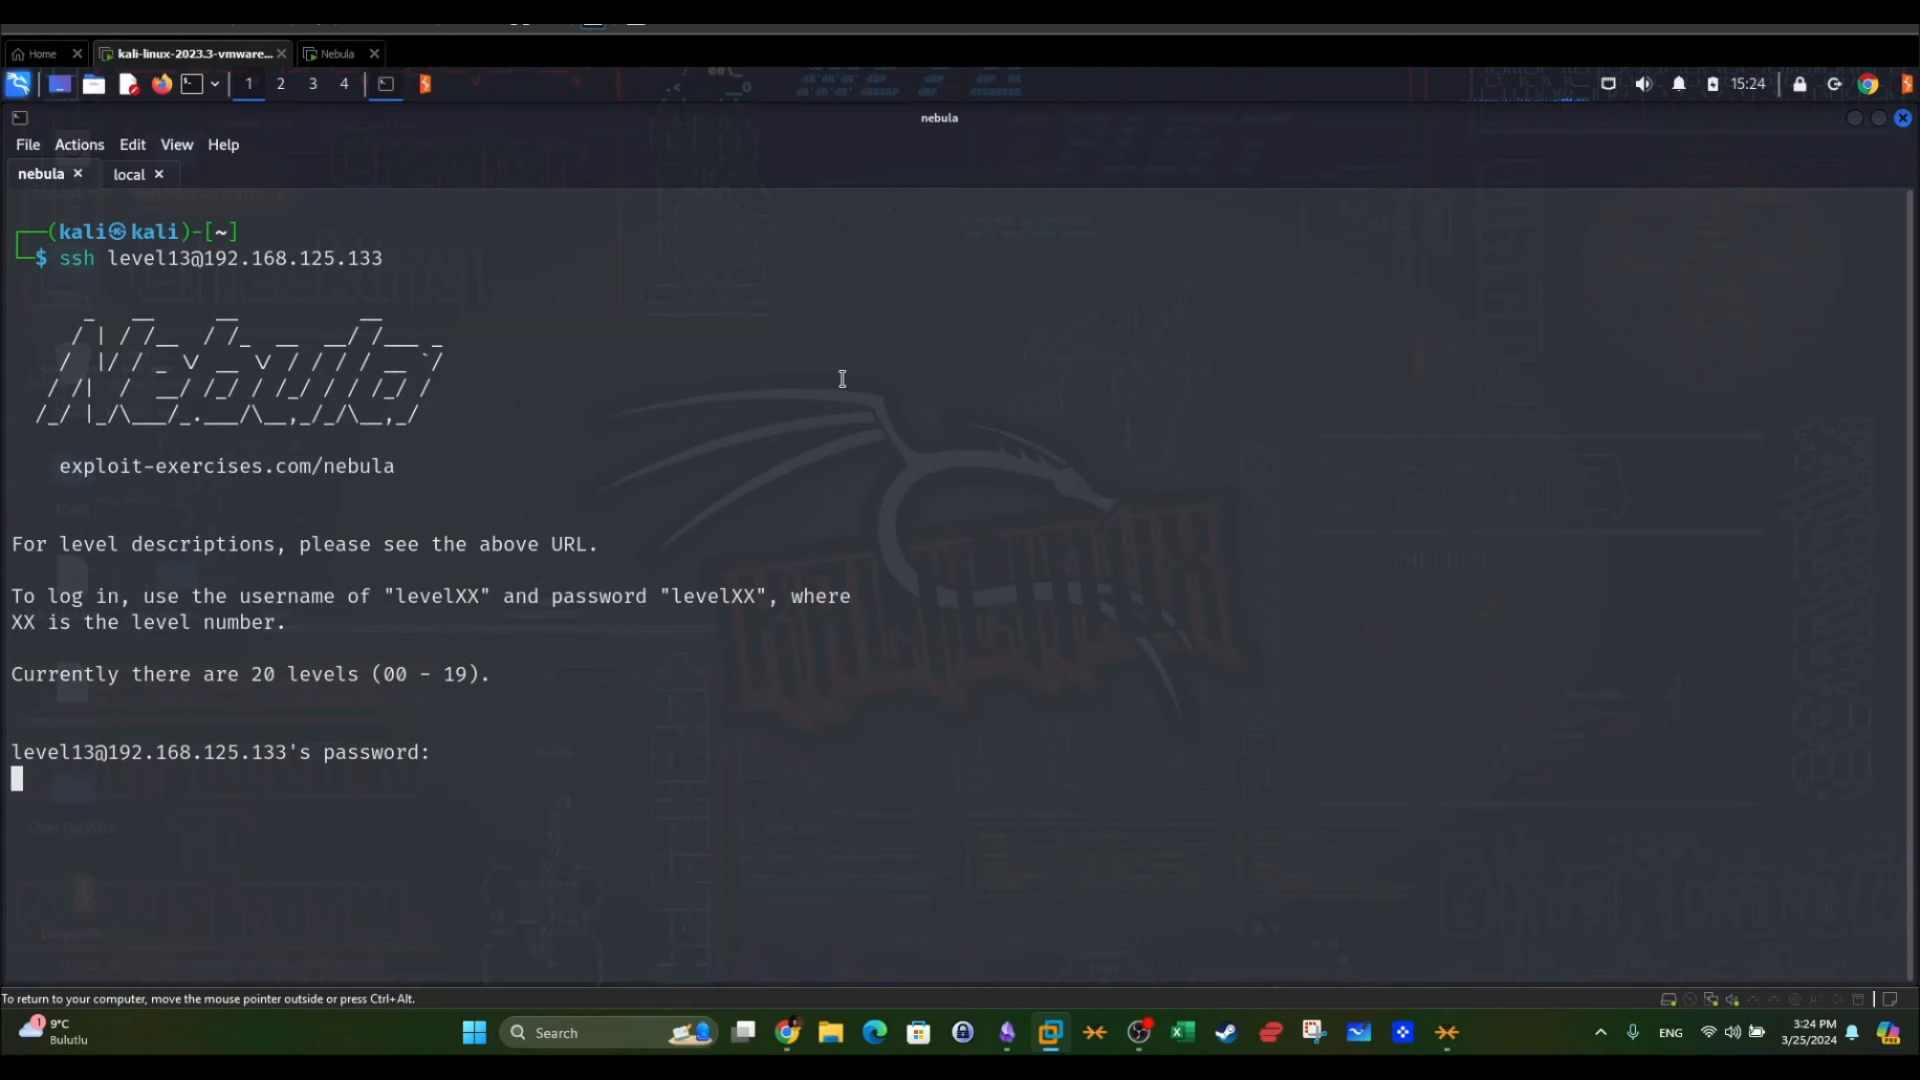 Home
kali-linux-2023.3-vmware...
Nebula
1 2 3 4
15:24
nebula
File Actions Edit View Help
nebula
local
(kali㉿kali)-[~]
$ ssh level13@192.168.125.133
exploit-exercises.com/nebula
For level descriptions, please see the above URL.
To log in, use the username of "levelXX" and password "levelXX", where
XX is the level number.
Currently there are 20 levels (00 - 19).
level13@192.168.125.133's password:
To return to your computer, move the mouse pointer outside or press Ctrl+Alt.
1
9°C
Bulutlu
Search
ENG
3:24 PM
3/25/2024